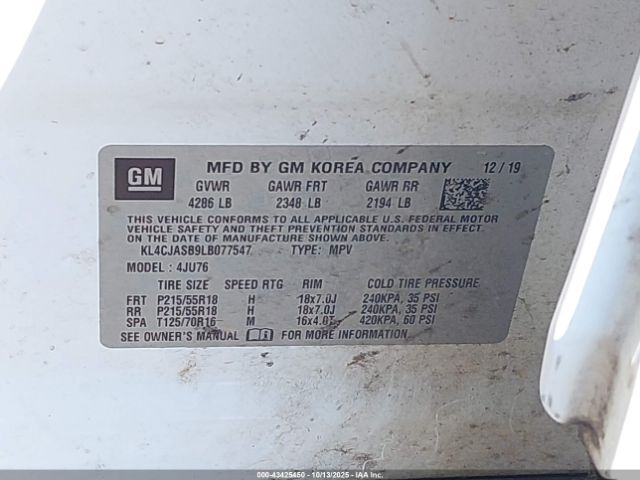 GM
MFD BY GM KOREA COMPANY 12/19
GVWR GAWR FRT GAWR RR
4286 LB 2348 LB 2194 LB
THIS VEHICLE CONFORMS TO ALL APPLICABLE U.S. FEDERAL MOTOR
VEHICLE SAFETY AND THEFT PREVENTION STANDARDS IN EFFECT ON
THE DATE OF MANUFACTURE SHOWN ABOVE.
KL4CJASB9LB077547 TYPE: MPV
MODEL : 4JU76
TIRE SIZE SPEED RTG RIM COLD TIRE PRESSURE
FRT P215/55R18 H 18x7.0J 240KPA, 35 PSI
RR P215/55R18 H 18x7.0J 240KPA, 35 PSI
SPA T125/70R16 M 16x4.0T 420KPA, 60 PSI
SEE OWNER'S MANUAL FOR MORE INFORMATION.
000-43425450 | 10/13/2025 - Copyright © IAA